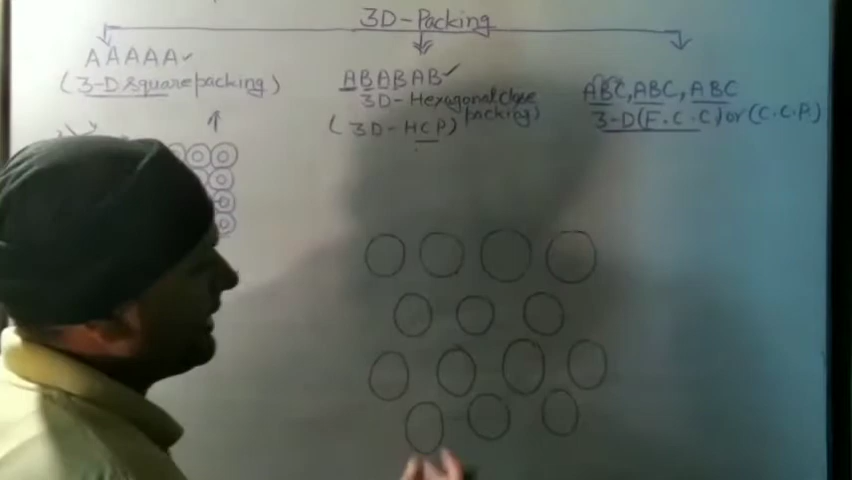 3D-Packing
AAAAA✓
(3-D square packing)
ABABAB✓
3D-Hexagonal close
packing)
(3D-HCP)
ABC, ABC, ABC
3-D(F.C.C) or (C.C.P)